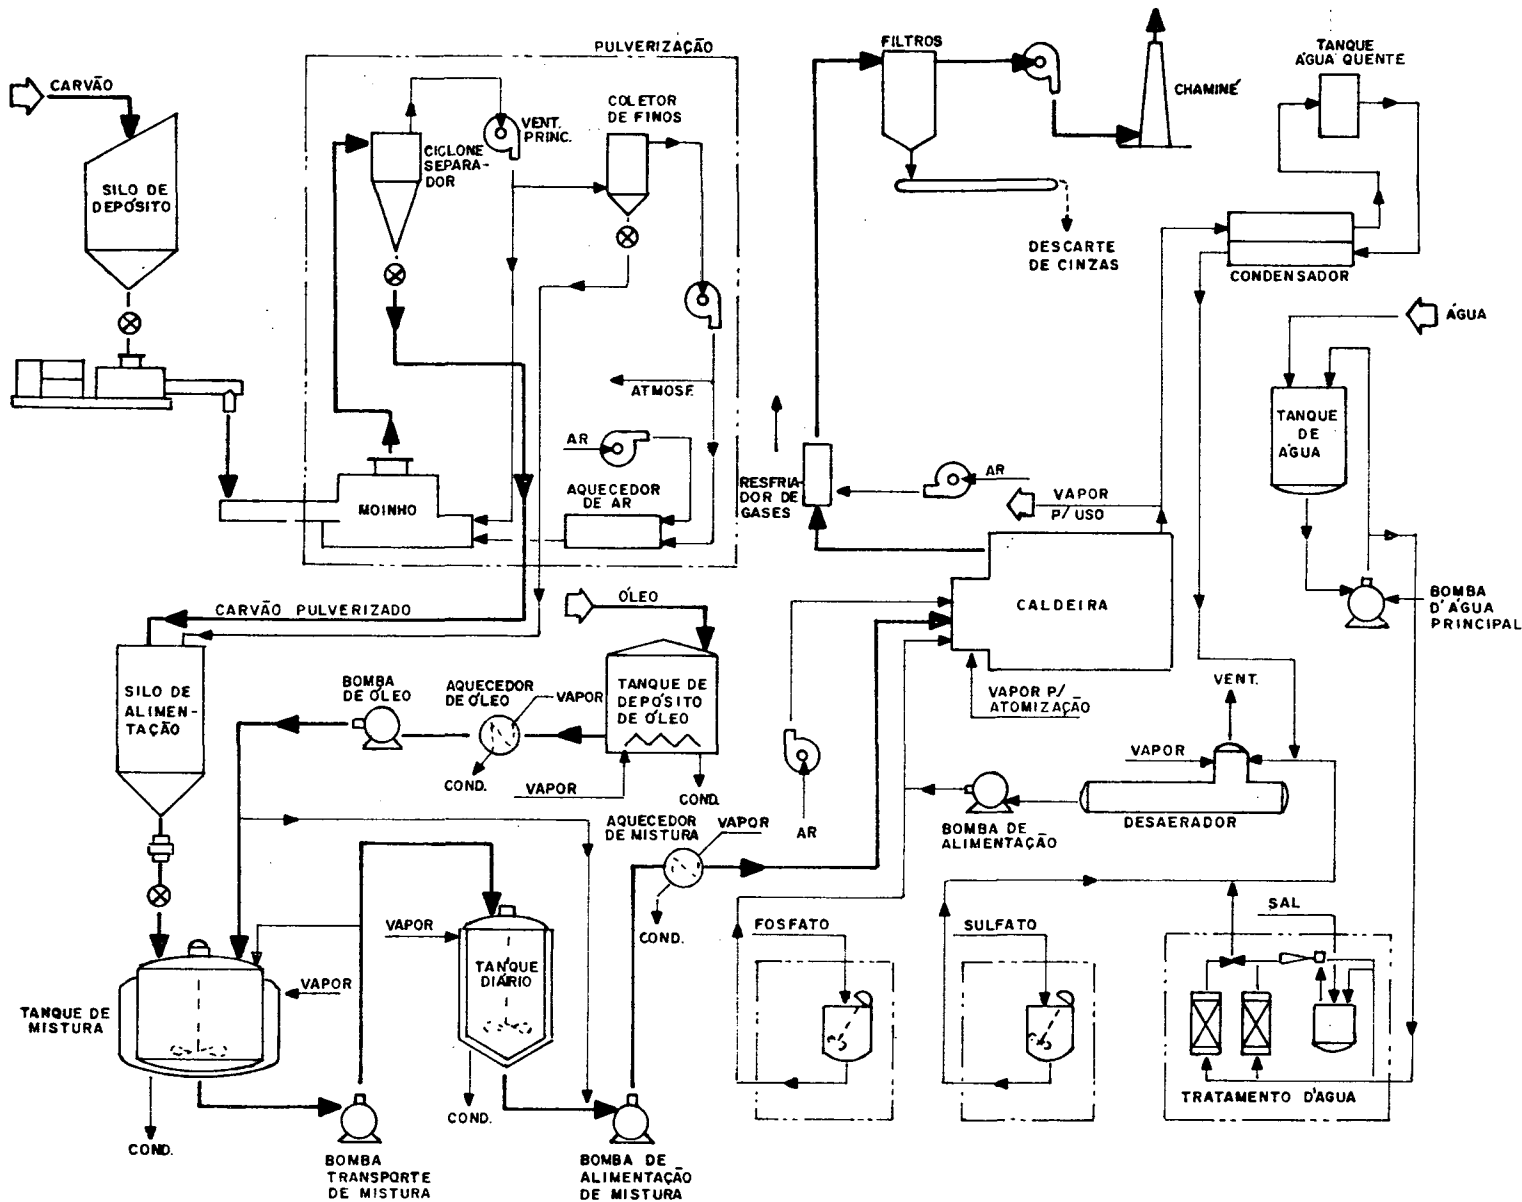 CARVÃO
SILO DE
DEPÓSITO
PULVERIZAÇÃO
CICLONE
SEPARA-
DOR
VENT.
PRINC.
COLETOR
DE FINOS
ATMOSF.
AR
AQUECEDOR
DE AR
MOINHO
FILTROS
CHAMINÉ
DESCARTE
DE CINZAS
TANQUE
ÁGUA QUENTE
CONDENSADOR
ÁGUA
TANQUE
DE
ÁGUA
BOMBA
D'ÁGUA
PRINCIPAL
RESFRIA-
DOR DE
GASES
AR
VAPOR
P/ USO
CALDEIRA
VAPOR P/
ATOMIZAÇÃO
CARVÃO PULVERIZADO
ÓLEO
SILO DE
ALIMEN-
TAÇÃO
BOMBA
DE ÓLEO
AQUECEDOR
DE ÓLEO
VAPOR
COND.
TANQUE DE
DEPÓSITO
DE ÓLEO
VAPOR
COND.
AR
VENT.
VAPOR
DESAERADOR
BOMBA DE
ALIMENTAÇÃO
AQUECEDOR
DE MISTURA
VAPOR
COND.
VAPOR
TANQUE
DIÁRIO
COND.
VAPOR
TANQUE DE
MISTURA
COND.
BOMBA
TRANSPORTE
DE MISTURA
BOMBA DE
ALIMENTAÇÃO
DE MISTURA
FOSFATO
SULFATO
SAL
TRATAMENTO D'ÁGUA